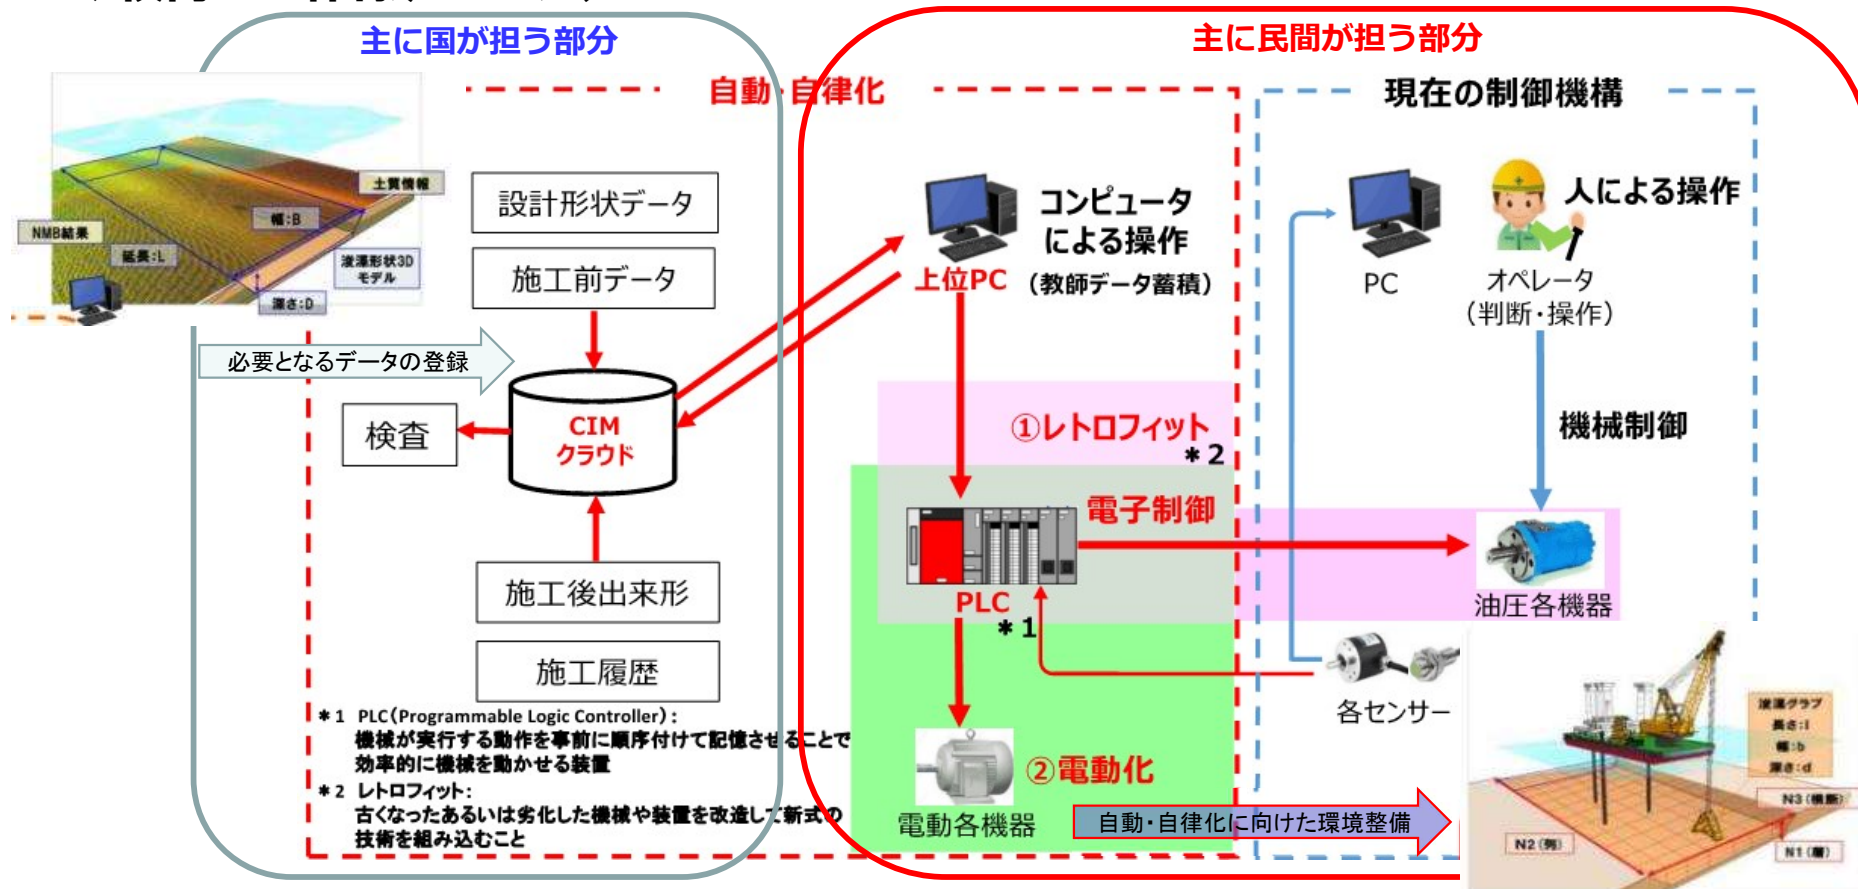 主に国が担う部分
主に民間が担う部分
自動・自律化
現在の制御機構
土質情報
幅:B
NMB結果
延長:L
浚渫形状3D
モデル
深さ:D
設計形状データ
施工前データ
必要となるデータの登録
CIM
クラウド
検査
施工後出来形
施工履歴
コンピュータ
による操作
(教師データ蓄積)
上位PC
PC
人による操作
オペレータ
(判断・操作)
機械制御
①レトロフィット
＊2
電子制御
PLC
＊1
油圧各機器
各センサー
②電動化
電動各機器
自動・自律化に向けた環境整備
浚渫グラブ
長さ:l
幅:b
深さ:d
N3(横断)
N2(列)
N1(層)
＊1 PLC(Programmable Logic Controller):
機械が実行する動作を事前に順序付けて記憶させることで
効率的に機械を動かせる装置
＊2 レトロフィット:
古くなったあるいは劣化した機械や装置を改造して新式の
技術を組み込むこと